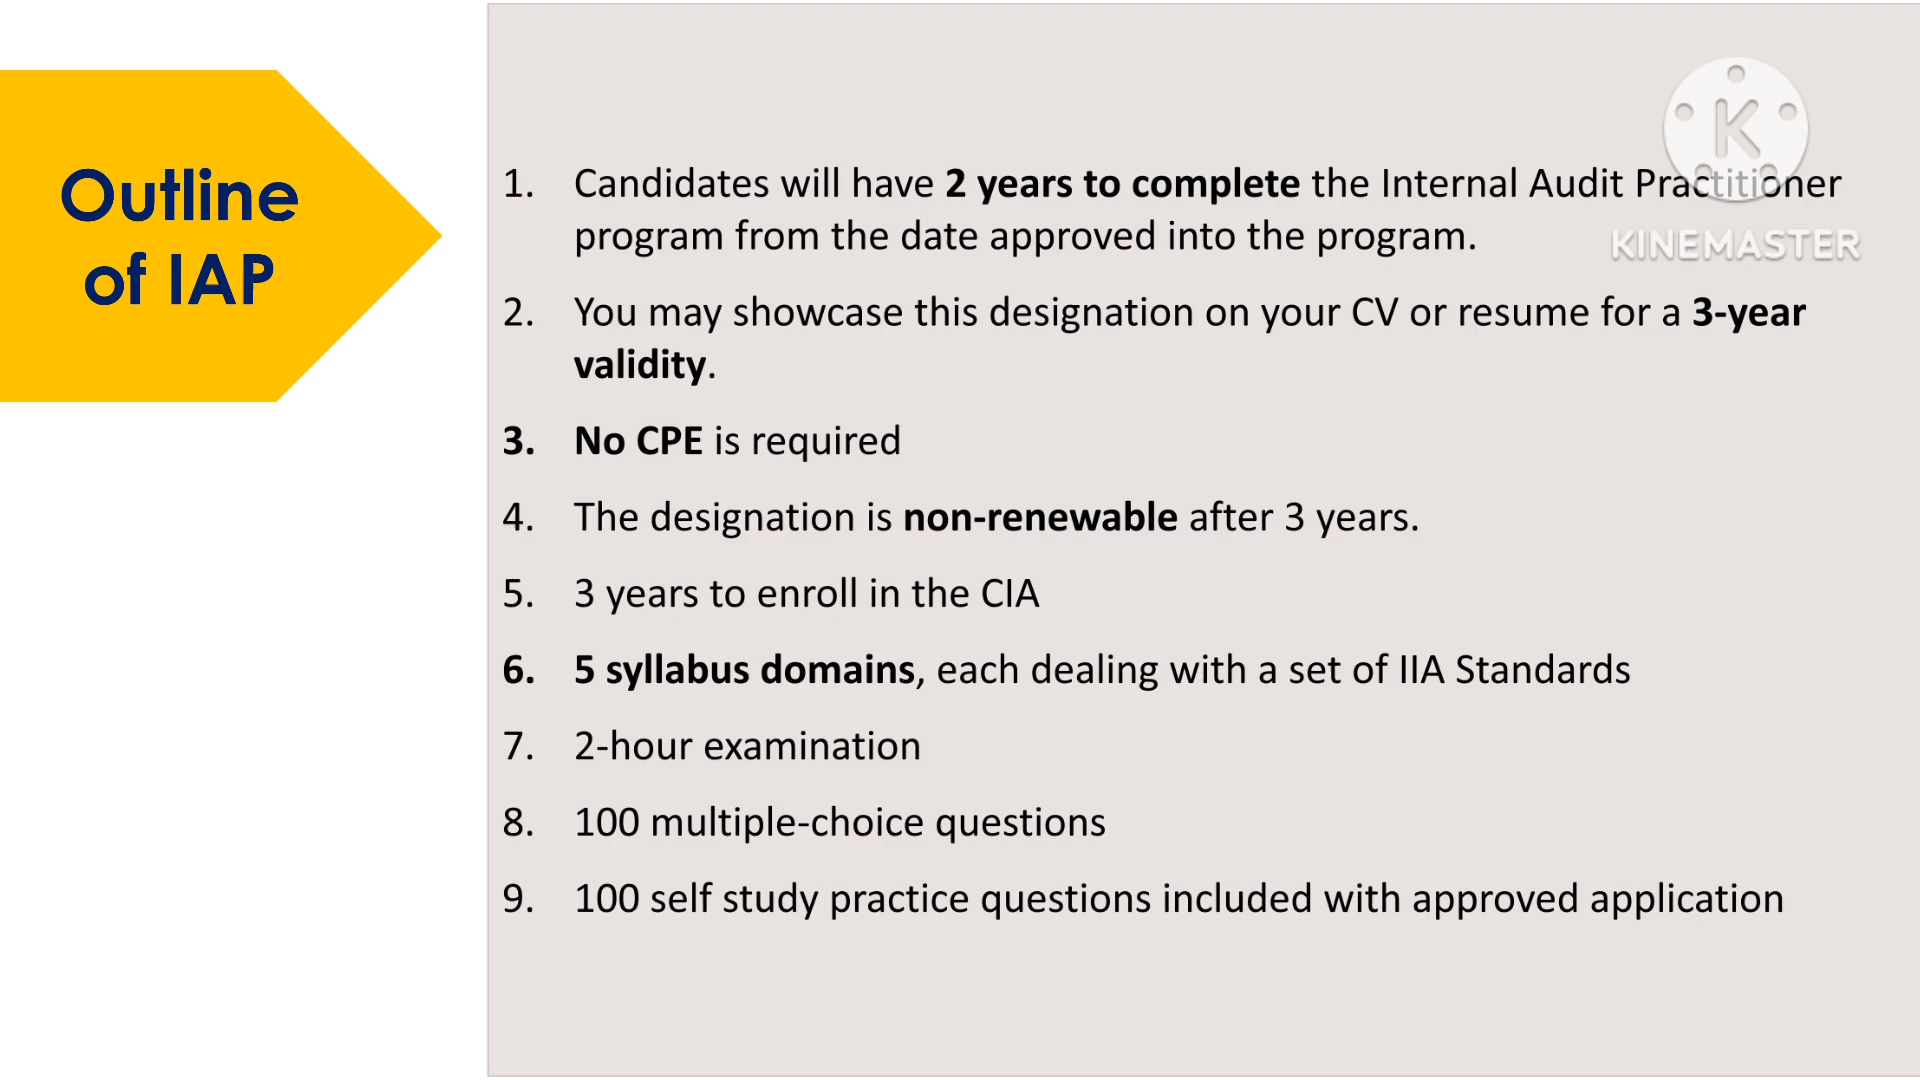 Outline
of IAP
1. Candidates will have 2 years to complete the Internal Audit Practitioner
program from the date approved into the program.
2. You may showcase this designation on your CV or resume for a 3-year
validity.
3. No CPE is required
4. The designation is non-renewable after 3 years.
5. 3 years to enroll in the CIA
6. 5 syllabus domains, each dealing with a set of IIA Standards
7. 2-hour examination
8. 100 multiple-choice questions
9. 100 self study practice questions included with approved application
K
KINEMASTER